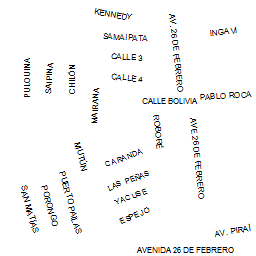 KENNEDY
AV. 26 DE FEBRERO
INGAVI
SAMAIPATA
CALLE 3
CALLE 4
PULQUINA
SAIPINA
CHILÓN
MAIRANA
CALLE BOLIVIA
PABLO ROCA
ROBORÉ
AVE 26 DE FEBRERO
MUTÚN
CARANDA
LAS PEÑAS
YACUSE
ESPEJO
SAN MATÍAS
PORONGO
PUERTO PAILAS
AV. PIRAÍ
AVENIDA 26 DE FEBRERO